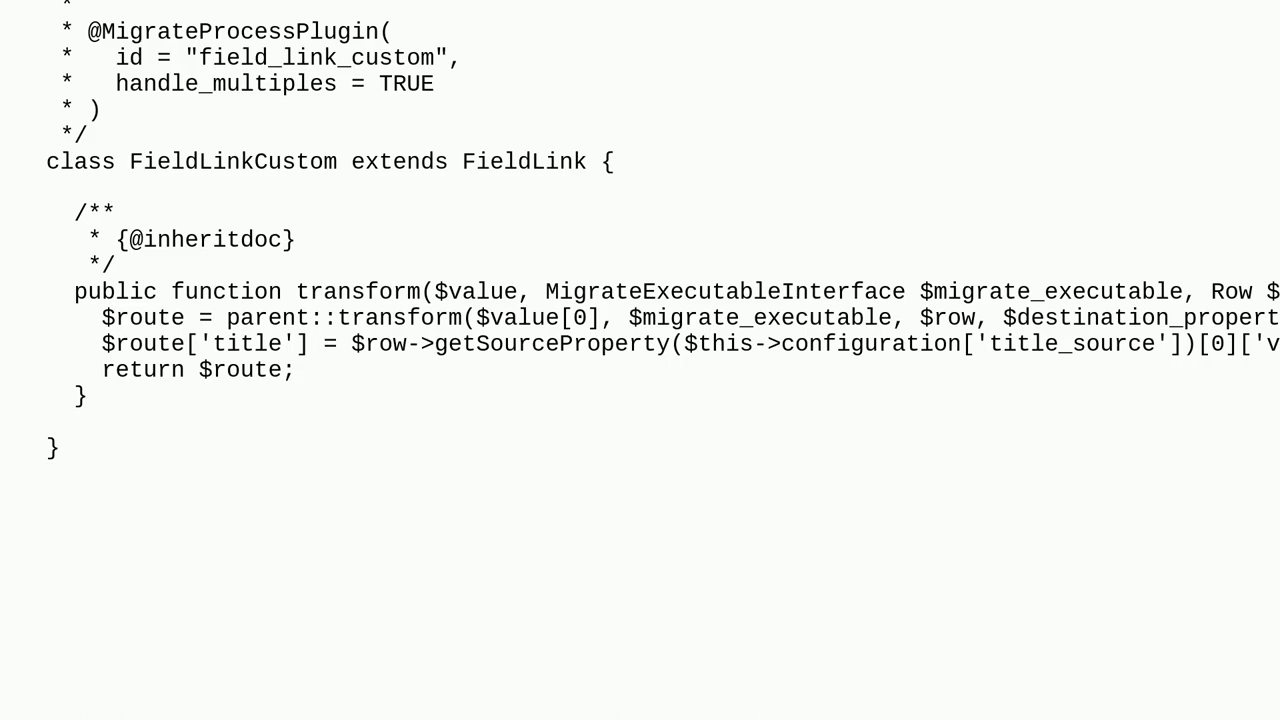 *
 * @MigrateProcessPlugin(
 *   id = "field_link_custom",
 *   handle_multiples = TRUE
 * )
 */
class FieldLinkCustom extends FieldLink {

  /**
   * {@inheritdoc}
   */
  public function transform($value, MigrateExecutableInterface $migrate_executable, Row $
    $route = parent::transform($value[0], $migrate_executable, $row, $destination_propert
    $route['title'] = $row->getSourceProperty($this->configuration['title_source'])[0]['v
    return $route;
  }

}